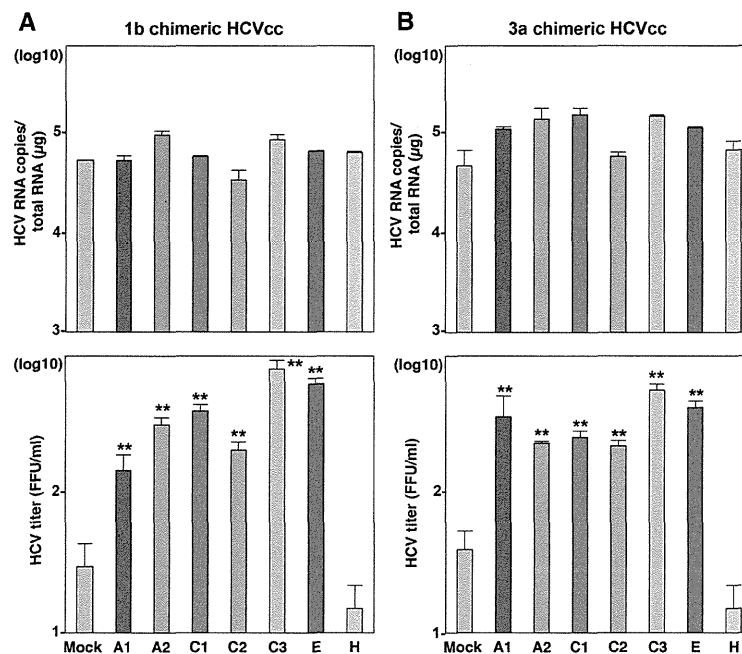 A
1b chimeric HCVcc
(log10)
5
4
3
HCV RNA copies/
total RNA (µg)
(log10)
2
1
HCV titer (FFU/ml)
**
**
**
**
**
**
Mock A1 A2 C1 C2 C3 E H
B
3a chimeric HCVcc
(log10)
5
4
3
HCV RNA copies/
total RNA (µg)
(log10)
2
1
HCV titer (FFU/ml)
**
**
**
**
**
**
Mock A1 A2 C1 C2 C3 E H